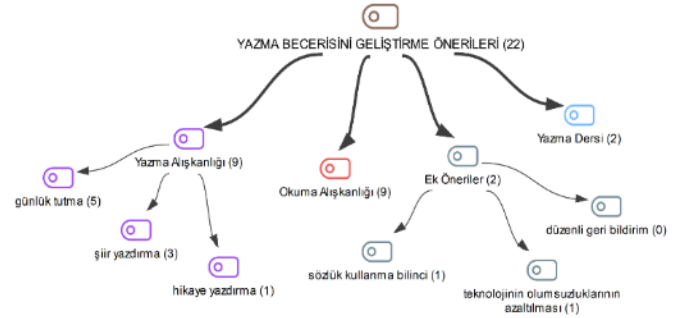 YAZMA BECERİSİNİ GELİŞTİRME ÖNERİLERİ (22)
Yazma Dersi (2)
Yazma Alışkanlığı (9)
Okuma Alışkanlığı (9)
Ek Öneriler (2)
günlük tutma (5)
düzenli geri bildirim (0)
şiir yazdırma (3)
sözlük kullanma bilinci (1)
hikaye yazdırma (1)
teknolojinin olumsuzluklarının
azaltılması (1)